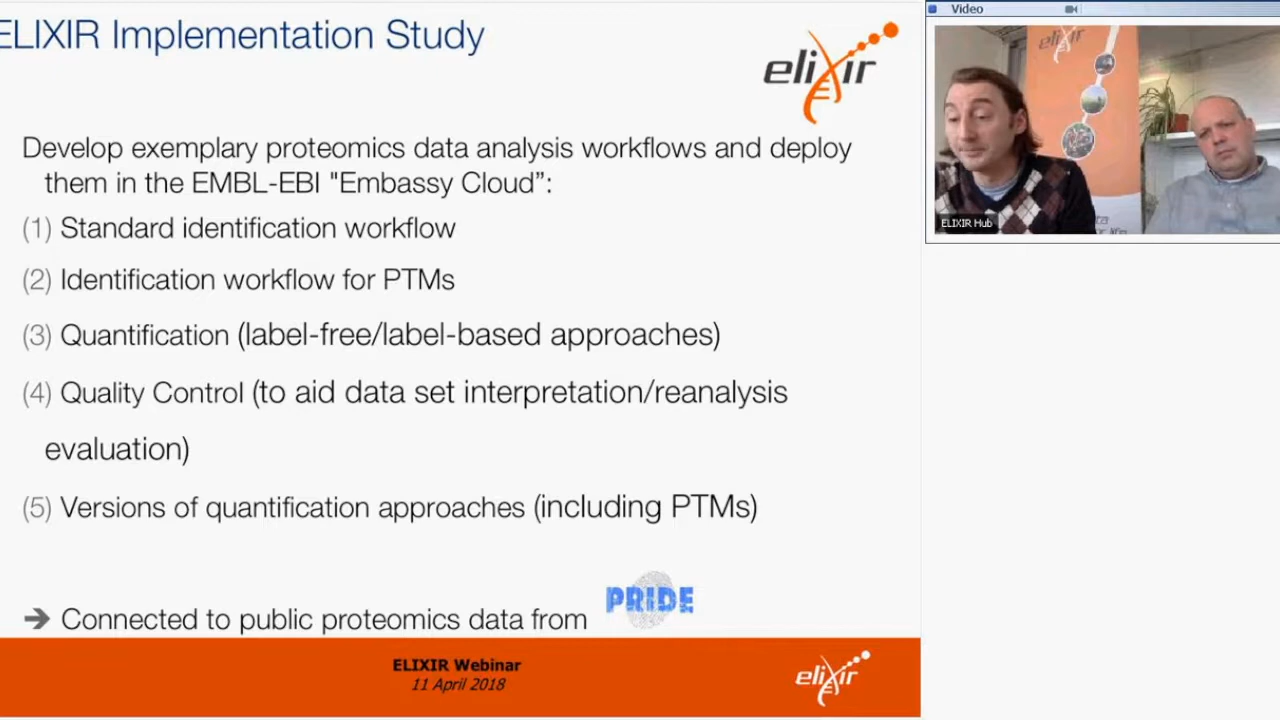 ELIXIR Implementation Study
elixir
Develop exemplary proteomics data analysis workflows and deploy
them in the EMBL-EBI "Embassy Cloud”:
(1) Standard identification workflow
(2) Identification workflow for PTMs
(3) Quantification (label-free/label-based approaches)
(4) Quality Control (to aid data set interpretation/reanalysis
evaluation)
(5) Versions of quantification approaches (including PTMs)
➔ Connected to public proteomics data from
PRIDE
ELIXIR Webinar
11 April 2018
elixir
Video
elixir
ELIXIR Hub